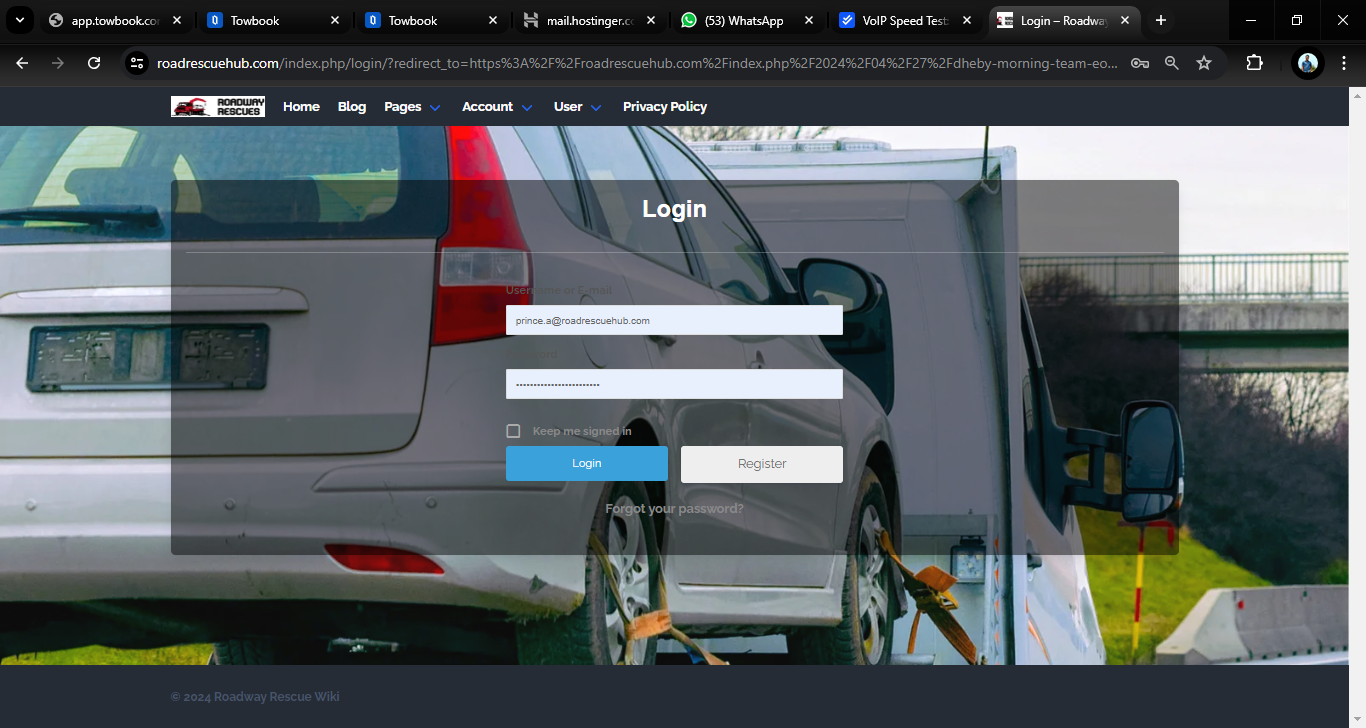 app.towbook.co
Towbook
Towbook
mail.hostinger.c
(53) WhatsApp
VoIP Speed Test
Login – Roadway
roadrescuehub.com/index.php/login/?redirect_to=https%3A%2F%2Froadrescuehub.com%2Findex.php%2F2024%2F04%2F27%2Fdheby-morning-team-eo...
ROADWAY
RESCUES
Home
Blog
Pages
Account
User
Privacy Policy
Login
Username or E-mail
prince.a@roadrescuehub.com
Password
Keep me signed in
Login
Register
Forgot your password?
© 2024 Roadway Rescue Wiki